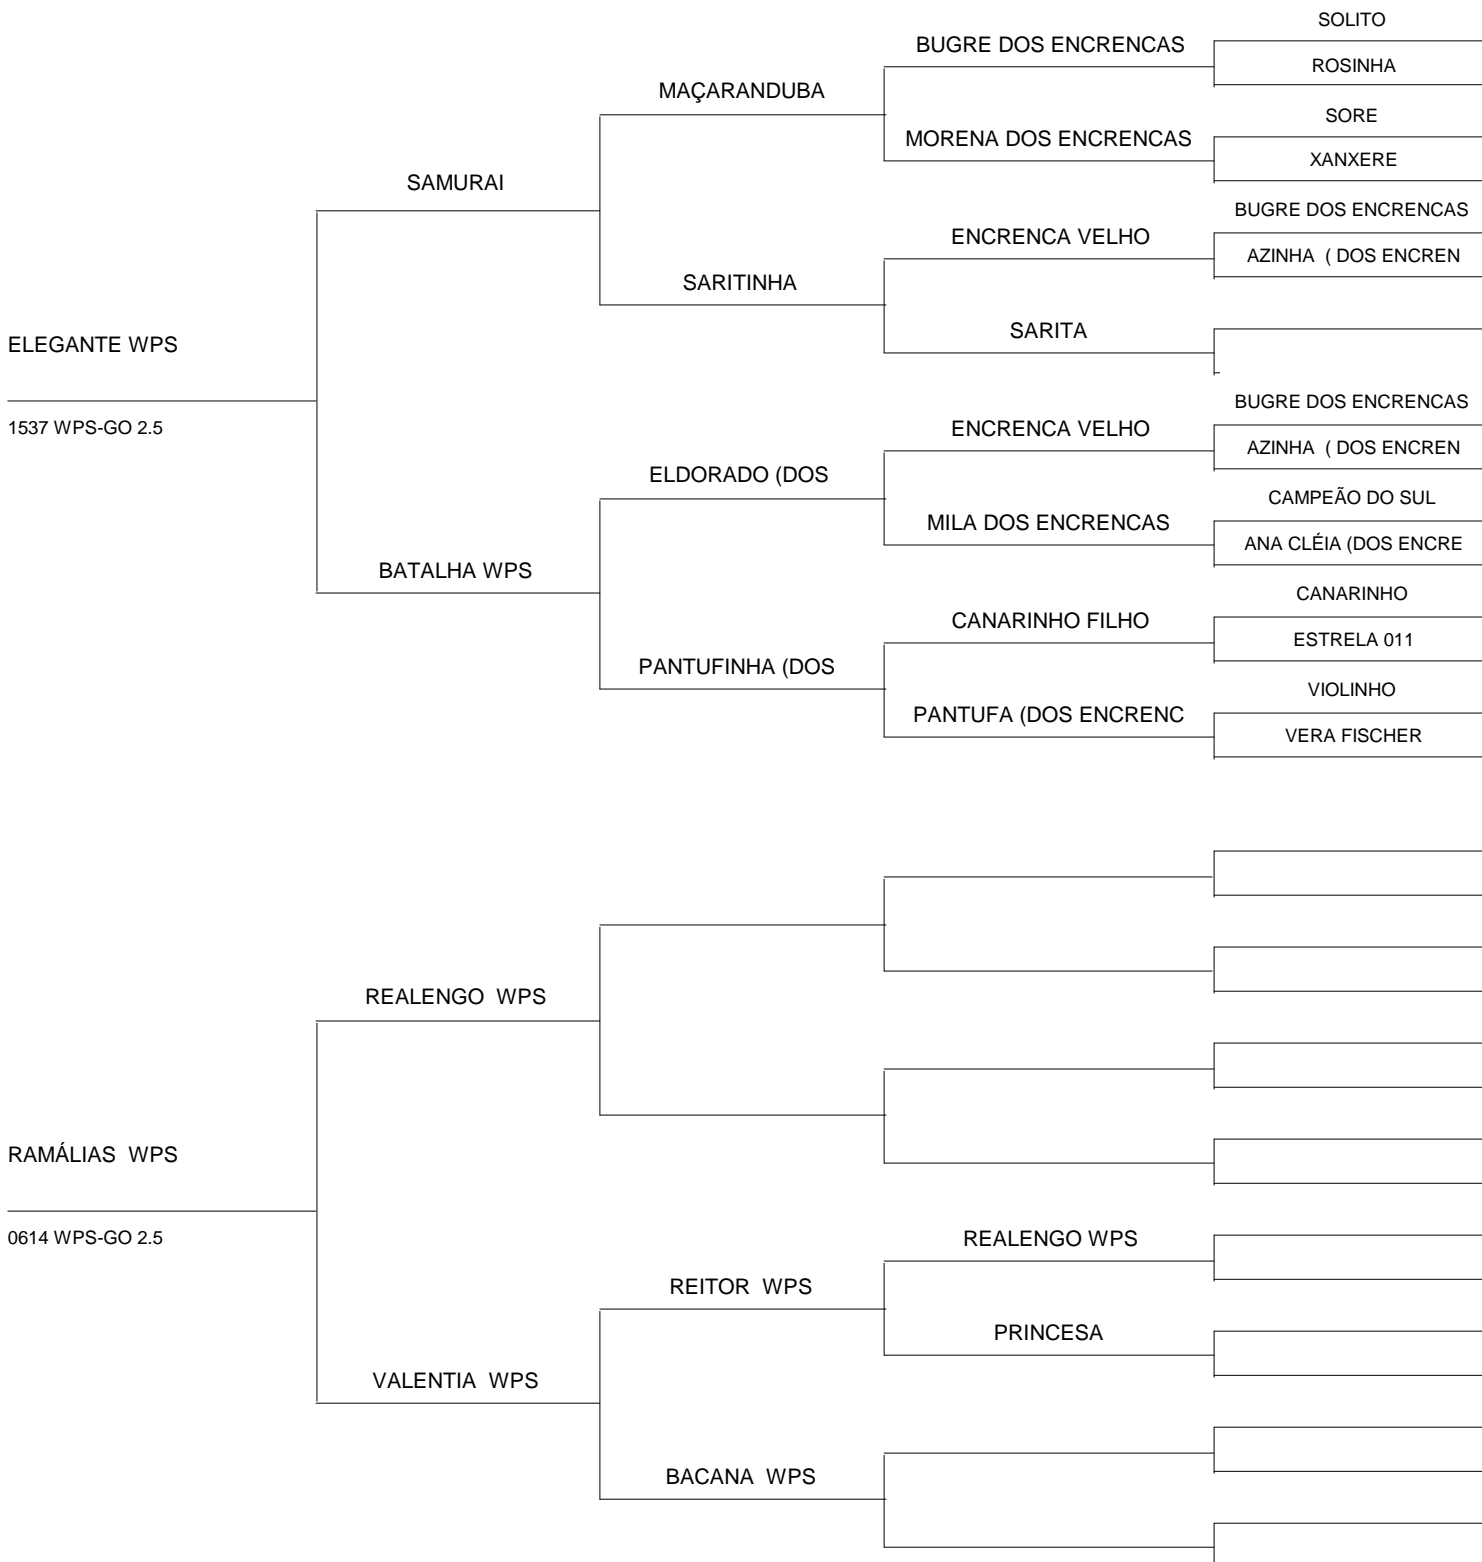 SOLITO
BUGRE DOS ENCRENCAS
ROSINHA
MAÇARANDUBA
SORE
MORENA DOS ENCRENCAS
XANXERE
SAMURAI
BUGRE DOS ENCRENCAS
ENCRENCA VELHO
AZINHA ( DOS ENCREN
SARITINHA
SARITA
ELEGANTE WPS
BUGRE DOS ENCRENCAS
1537 WPS-GO 2.5
ENCRENCA VELHO
AZINHA ( DOS ENCREN
ELDORADO (DOS
CAMPEÃO DO SUL
MILA DOS ENCRENCAS
ANA CLÉIA (DOS ENCRE
BATALHA WPS
CANARINHO
CANARINHO FILHO
ESTRELA 011
PANTUFINHA (DOS
VIOLINHO
PANTUFA (DOS ENCRENC
VERA FISCHER
REALENGO WPS
RAMÁLIAS WPS
0614 WPS-GO 2.5
REALENGO WPS
REITOR WPS
PRINCESA
VALENTIA WPS
BACANA WPS